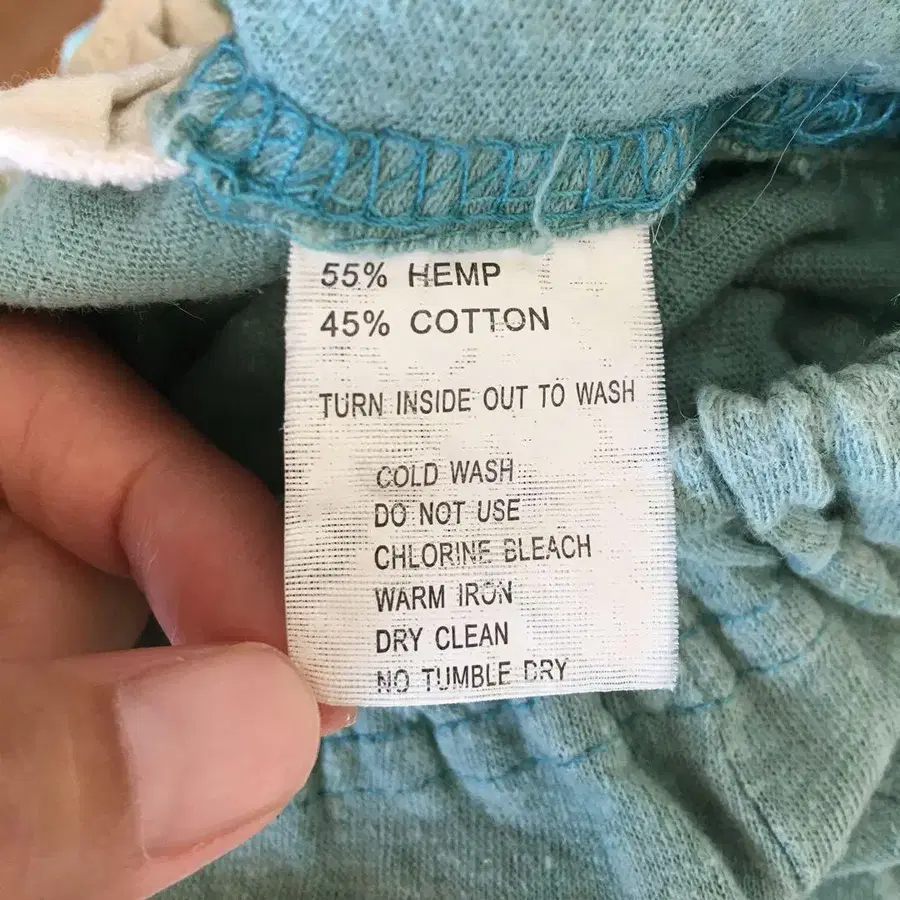 55% HEMP
45% COTTON
TURN INSIDE OUT TO WASH
COLD WASH
DO NOT USE
CHLORINE BLEACH
WARM IRON
DRY CLEAN
NO TUMBLE DRY